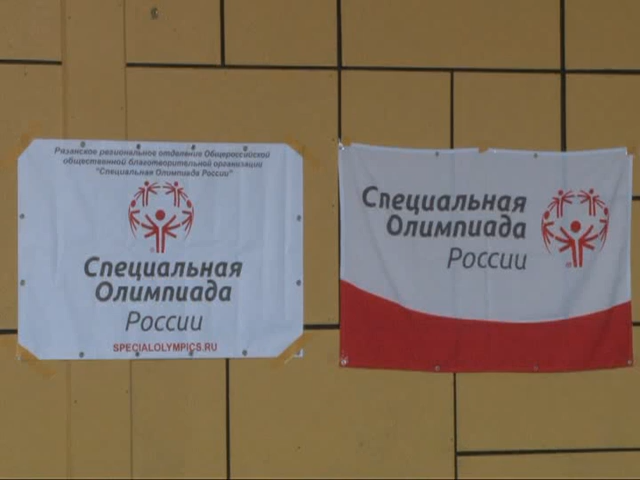 Рязанское региональное отделение Общероссийской
общественной благотворительной организации
"Специальная Олимпиада России"
Специальная
Олимпиада
России
SPECIALOLYMPICS.RU
Специальная
Олимпиада
России